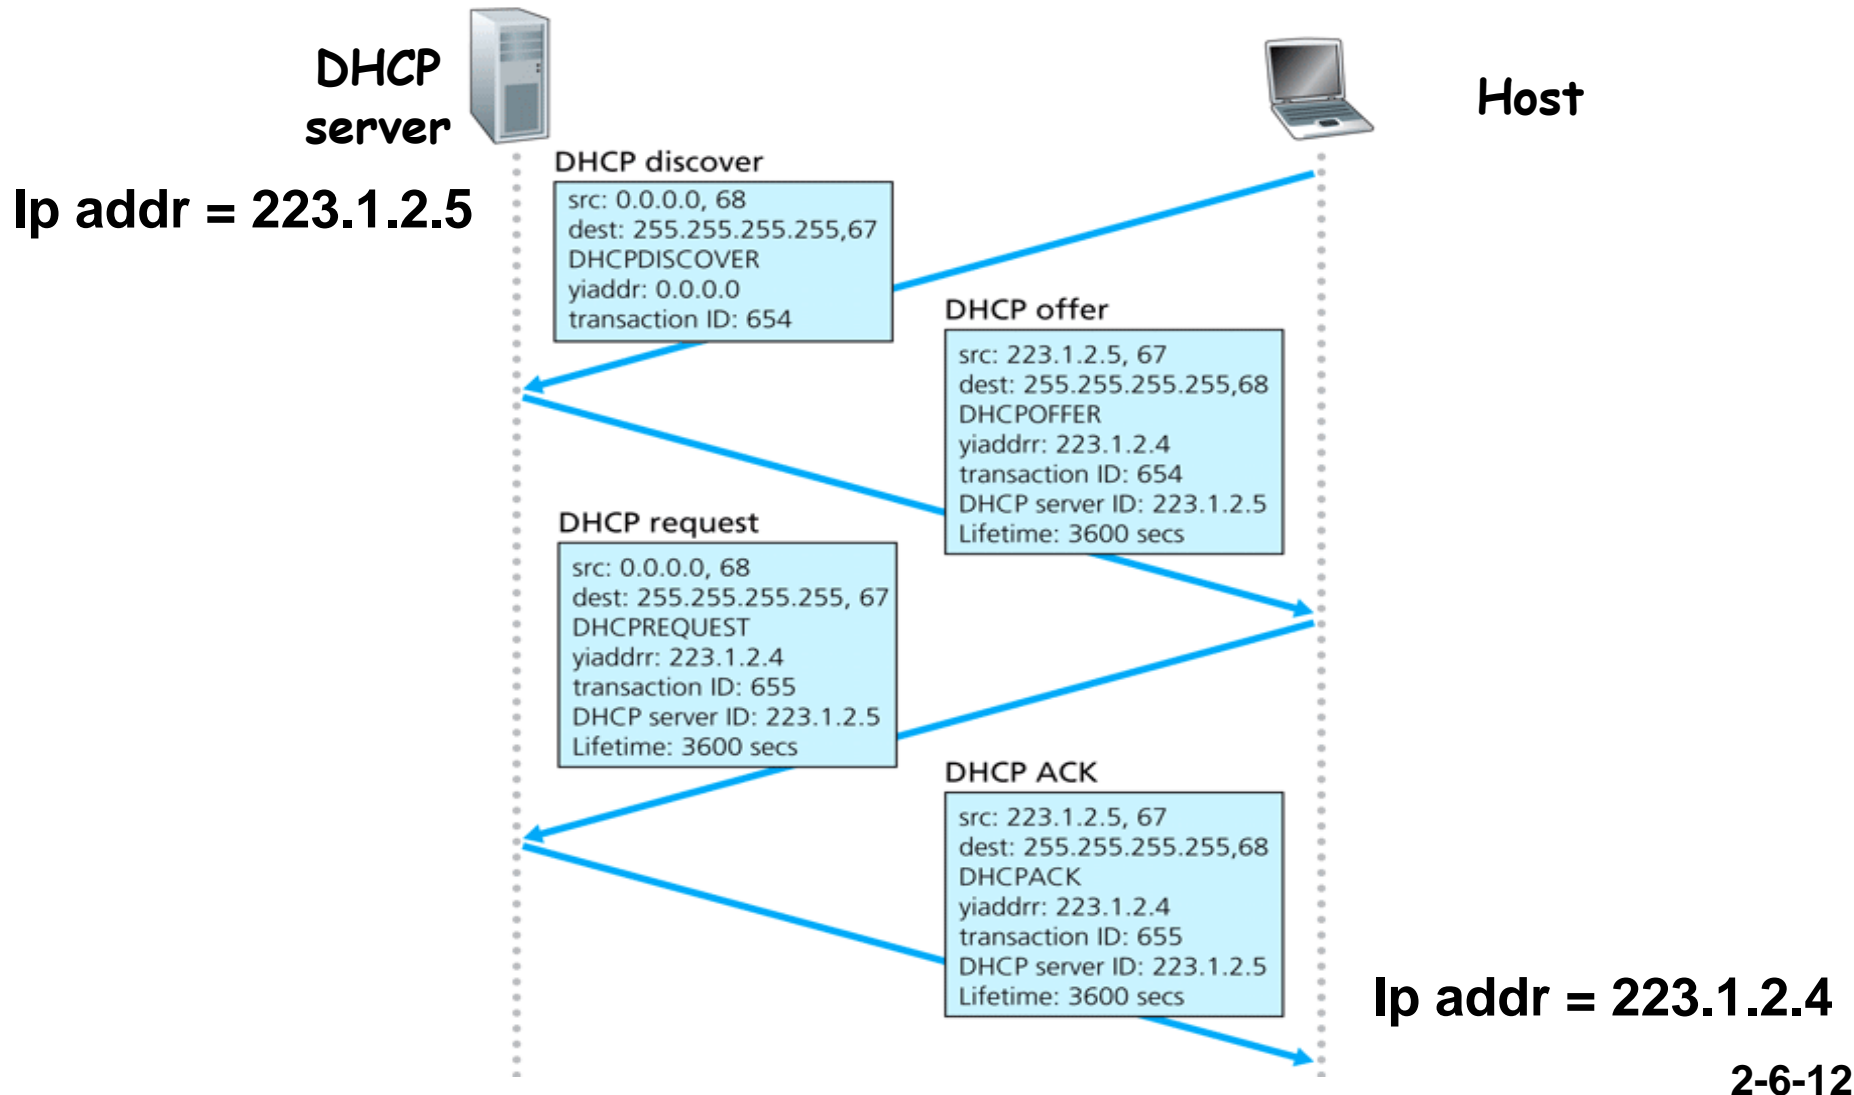 DHCP
server
Host
Ip addr = 223.1.2.5
DHCP discover
src: 0.0.0.0, 68
dest: 255.255.255.255,67
DHCPDISCOVER
yiaddr: 0.0.0.0
transaction ID: 654
DHCP offer
src: 223.1.2.5, 67
dest: 255.255.255.255,68
DHCPOFFER
yiaddrr: 223.1.2.4
transaction ID: 654
DHCP server ID: 223.1.2.5
Lifetime: 3600 secs
DHCP request
src: 0.0.0.0, 68
dest: 255.255.255.255, 67
DHCPREQUEST
yiaddrr: 223.1.2.4
transaction ID: 655
DHCP server ID: 223.1.2.5
Lifetime: 3600 secs
DHCP ACK
src: 223.1.2.5, 67
dest: 255.255.255.255,68
DHCPACK
yiaddrr: 223.1.2.4
transaction ID: 655
DHCP server ID: 223.1.2.5
Lifetime: 3600 secs
Ip addr = 223.1.2.4
2-6-12